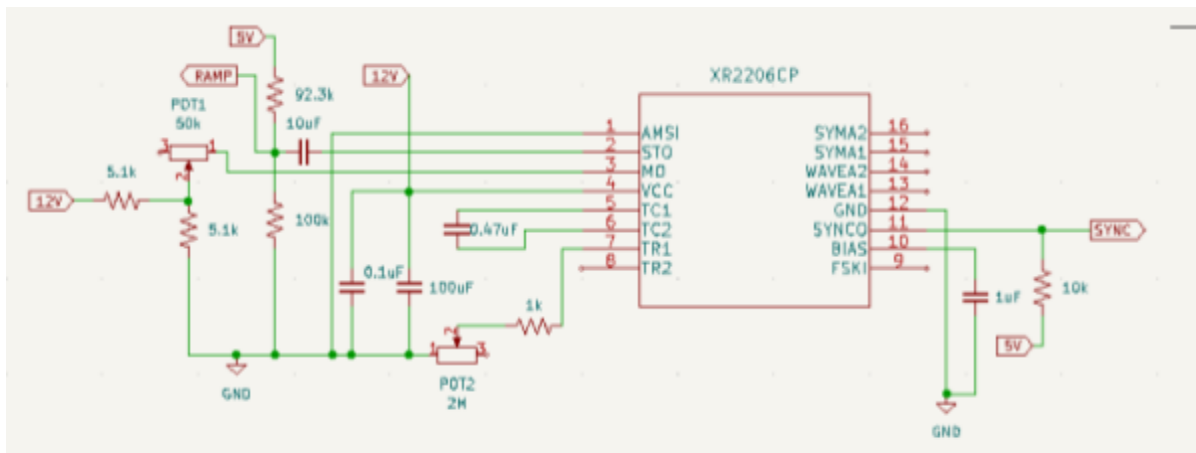 5V
RAMP
12V
XR2206CP
92.3k
POT1
50k
10uF
3
1
2
5.1k
12V
5.1k
100k
0.1uF
100uF
0.47uF
1k
2
1
3
POT2
2M
GND
1 AMSI
2 STO
3 MO
4 VCC
5 TC1
6 TC2
7 TR1
8 TR2
SYMA2 16
SYMA1 15
WAVEA2 14
WAVEA1 13
GND 12
SYNCO 11
BIAS 10
FSKI 9
SYNC
1uF
10k
5V
GND